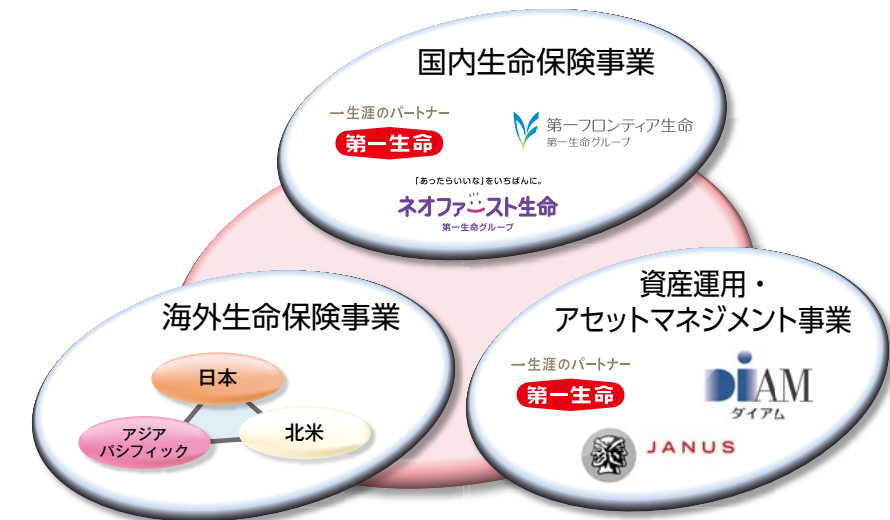 国内生命保険事業
一生涯のパートナー
第一生命
第一フロンティア生命
第一生命グループ
「あったらいいな」をいちばんに。
ネオファースト生命
第一生命グループ
海外生命保険事業
日本
アジア
パシフィック
北米
資産運用・
アセットマネジメント事業
一生涯のパートナー
第一生命
DIAM
ダイアム
JANUS